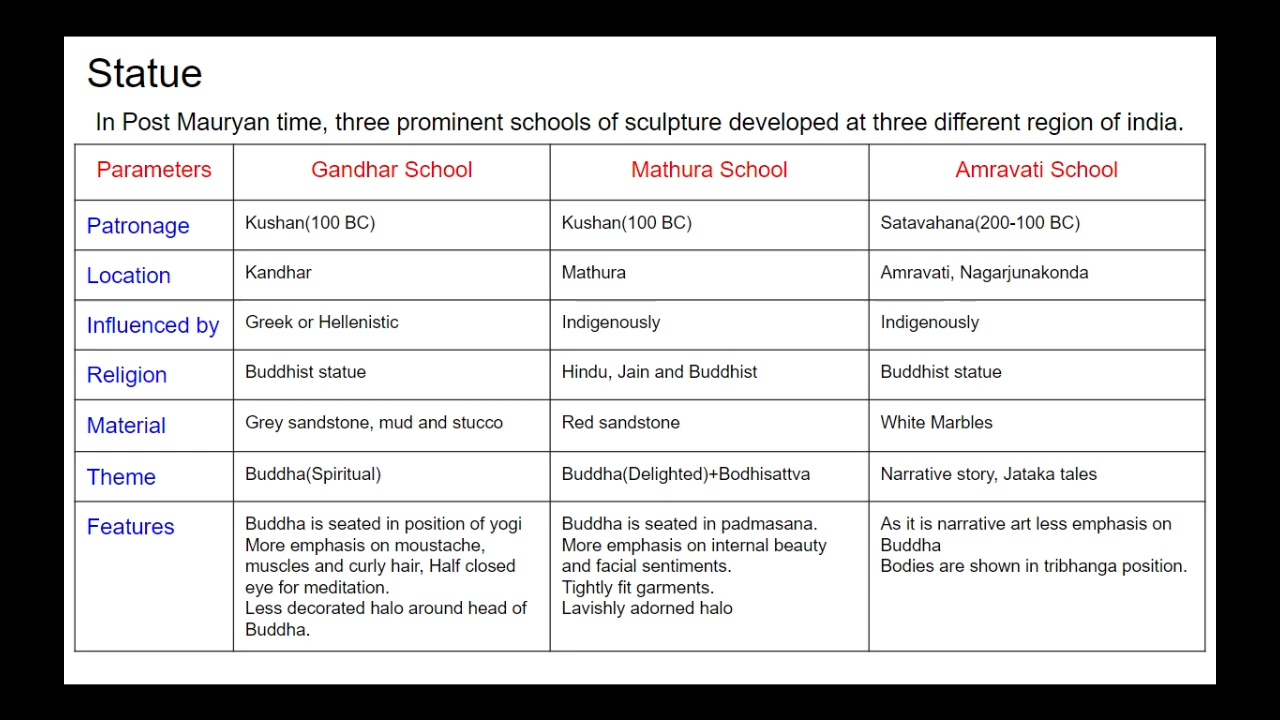 Statue
In Post Mauryan time, three prominent schools of sculpture developed at three different region of india.
Parameters
Gandhar School
Mathura School
Amravati School
Patronage
Kushan(100 BC)
Kushan(100 BC)
Satavahana(200-100 BC)
Location
Kandhar
Mathura
Amravati, Nagarjunakonda
Influenced by
Greek or Hellenistic
Indigenously
Indigenously
Religion
Buddhist statue
Hindu, Jain and Buddhist
Buddhist statue
Material
Grey sandstone, mud and stucco
Red sandstone
White Marbles
Theme
Buddha(Spiritual)
Buddha(Delighted)+Bodhisattva
Narrative story, Jataka tales
Features
Buddha is seated in position of yogi
More emphasis on moustache,
muscles and curly hair, Half closed
eye for meditation.
Less decorated halo around head of
Buddha.
Buddha is seated in padmasana.
More emphasis on internal beauty
and facial sentiments.
Tightly fit garments.
Lavishly adorned halo
As it is narrative art less emphasis on
Buddha
Bodies are shown in tribhanga position.